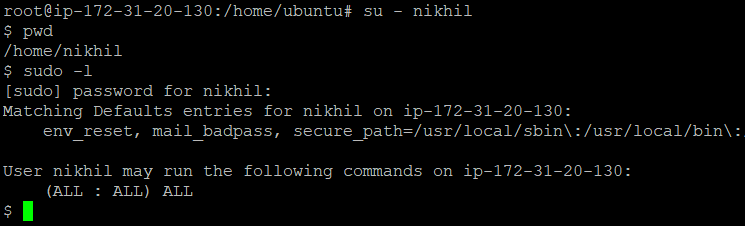 root@ip-172-31-20-130:/home/ubuntu# su - nikhil
$ pwd
/home/nikhil
$ sudo -l
[sudo] password for nikhil:
Matching Defaults entries for nikhil on ip-172-31-20-130:
    env_reset, mail_badpass, secure_path=/usr/local/sbin\:/usr/local/bin\:

User nikhil may run the following commands on ip-172-31-20-130:
    (ALL : ALL) ALL
$